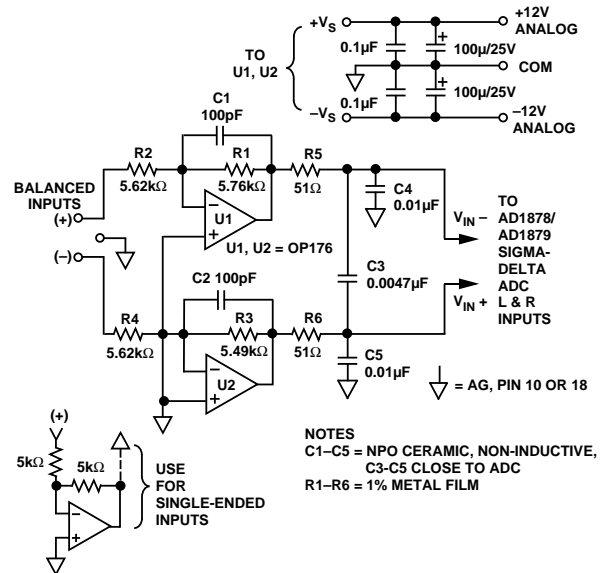 +VS
+12V
ANALOG
TO
U1, U2
0.1µF
100µ/25V
+
COM
0.1µF
100µ/25V
+
–VS
–12V
ANALOG
C1
100pF
R2
R1
R5
5.62kΩ
5.76kΩ
51Ω
BALANCED
INPUTS
(+)
(–)
–
U1
+
U1, U2 = OP176
C4
0.01µF
VIN –
TO
AD1878/
AD1879
SIGMA-
DELTA
ADC
L & R
INPUTS
C2 100pF
C3
0.0047µF
VIN +
R4
R3
R6
5.62kΩ
5.49kΩ
51Ω
–
U2
+
C5
0.01µF
= AG, PIN 10 OR 18
(+)
5kΩ
5kΩ
–
+
USE
FOR
SINGLE-ENDED
INPUTS
NOTES
C1–C5 = NPO CERAMIC, NON-INDUCTIVE,
C3-C5 CLOSE TO ADC
R1–R6 = 1% METAL FILM